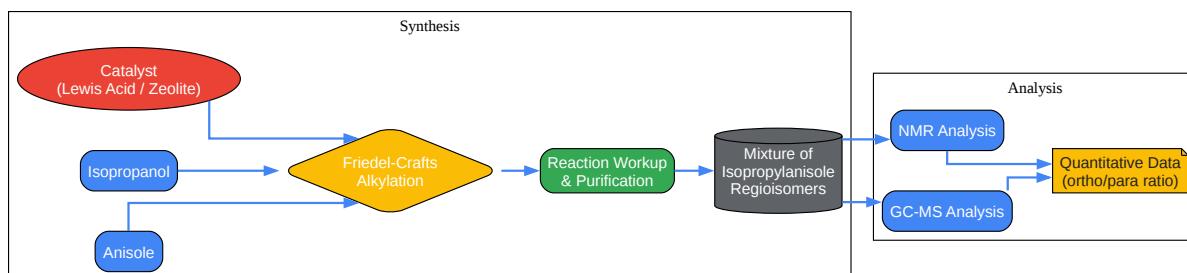 Synthesis
Catalyst
(Lewis Acid / Zeolite)
Isopropanol
Anisole
Friedel-Crafts
Alkylation
Reaction Workup
& Purification
Mixture of
Isopropylanisole
Regioisomers
Analysis
NMR Analysis
GC-MS Analysis
Quantitative Data
(ortho/para ratio)